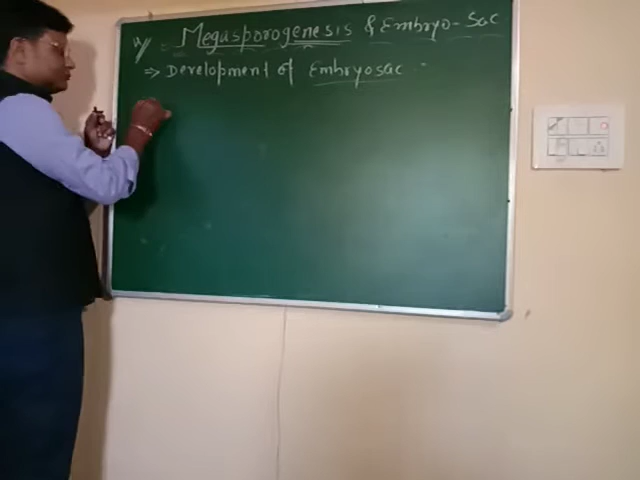 Megasporogenesis & Embryo-Sac
=> Development of Embryosac